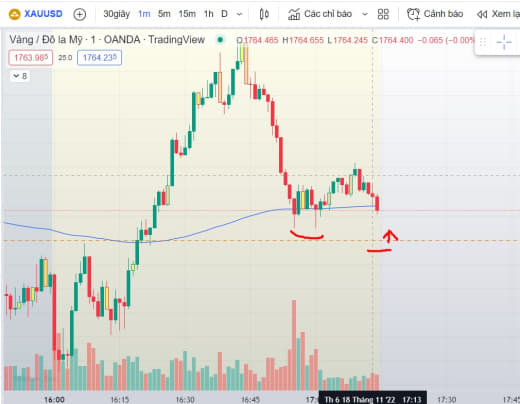 XAUUSD 30giây 1m 5m 15m 1h D Các chỉ báo Cảnh báo Xem lạ
Vàng / Đô la Mỹ · 1 · OANDA · TradingView O1764.465 H1764.655 L1764.245 C1764.400 −0.065 (−0.00%
1763.985 25.0 1764.235
8
16:00 16:15 16:30 16:45 17:0 Th 6 18 Tháng 11 '22 17:13 17:30 17:45